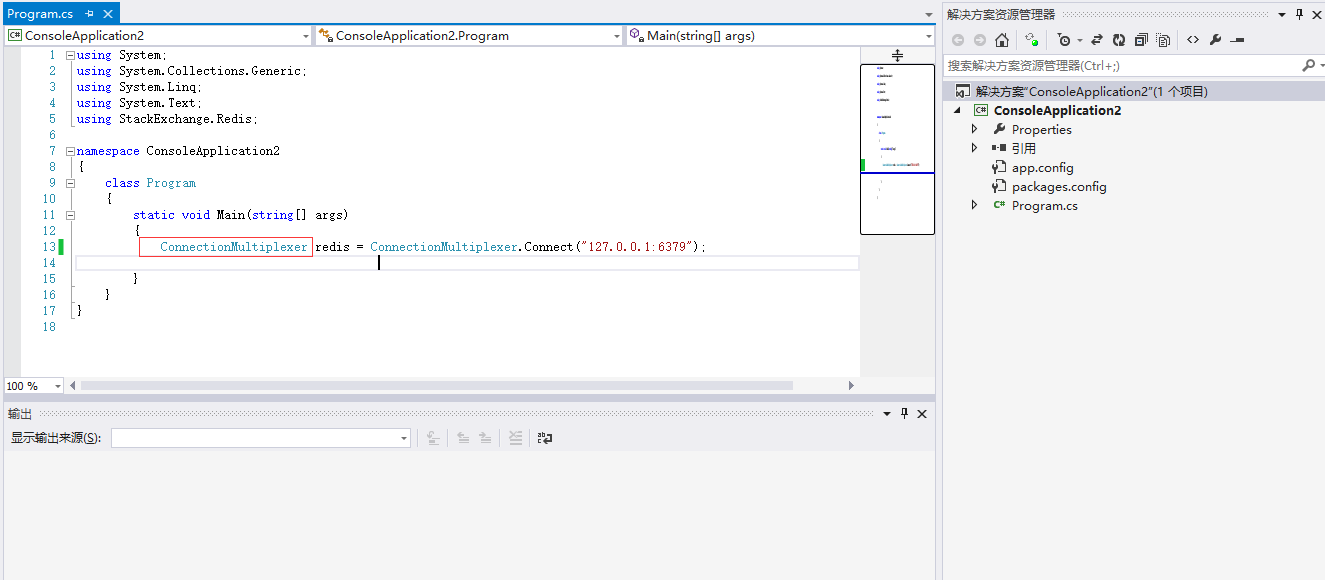 Program.cs
ConsoleApplication2
ConsoleApplication2.Program
Main(string[] args)
1 using System;
2 using System.Collections.Generic;
3 using System.Linq;
4 using System.Text;
5 using StackExchange.Redis;
6
7 namespace ConsoleApplication2
8 {
9 class Program
10 {
11 static void Main(string[] args)
12 {
13 ConnectionMultiplexer redis = ConnectionMultiplexer.Connect("127.0.0.1:6379");
14
15 }
16 }
17 }
18
100 %
输出
显示输出来源(S):
解决方案资源管理器
搜索解决方案资源管理器(Ctrl+;)
解决方案"ConsoleApplication2"(1 个项目)
ConsoleApplication2
Properties
引用
app.config
packages.config
Program.cs